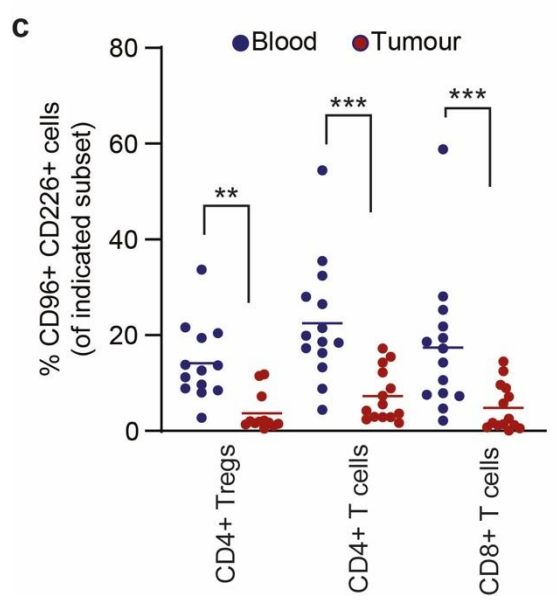 c
% CD96+ CD226+ cells
(of indicated subset)
80
60
40
20
0
Blood
Tumour
**
***
***
CD4+ Tregs
CD4+ T cells
CD8+ T cells